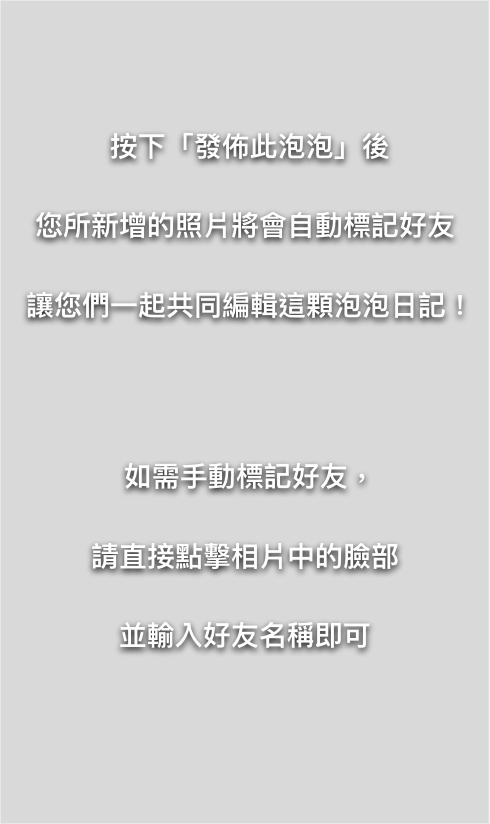 按下「發佈此泡泡」後
您所新增的照片將會自動標記好友
讓您們一起共同編輯這顆泡泡日記！
如需手動標記好友，
請直接點擊相片中的臉部
並輸入好友名稱即可